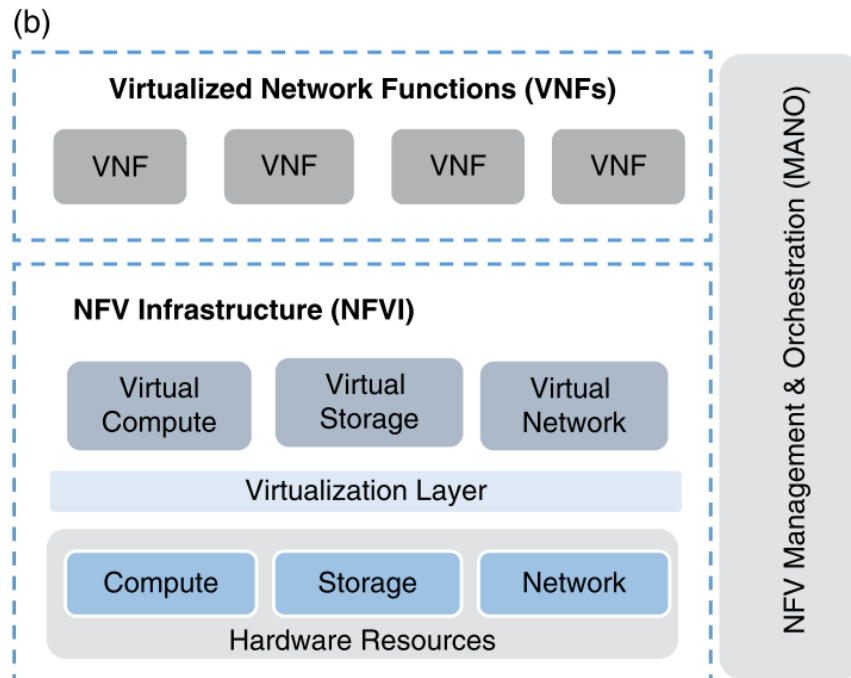 (b)
Virtualized Network Functions (VNFs)
VNF VNF VNF VNF
NFV Infrastructure (NFVI)
Virtual
Compute
Virtual
Storage
Virtual
Network
Virtualization Layer
Compute Storage Network
Hardware Resources
NFV Management & Orchestration (MANO)